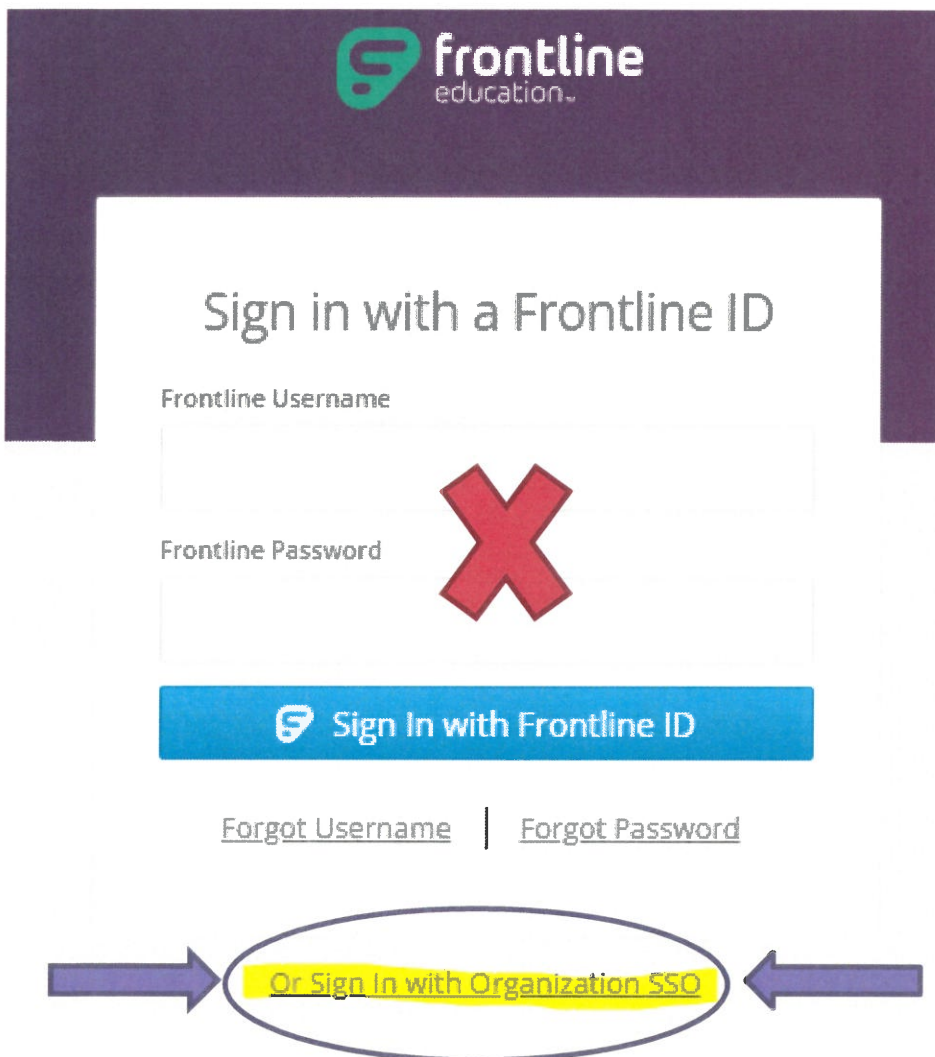 frontline
education™
Sign in with a Frontline ID
Frontline Username
Frontline Password
Sign In with Frontline ID
Forgot Username | Forgot Password
Or Sign In with Organization SSO